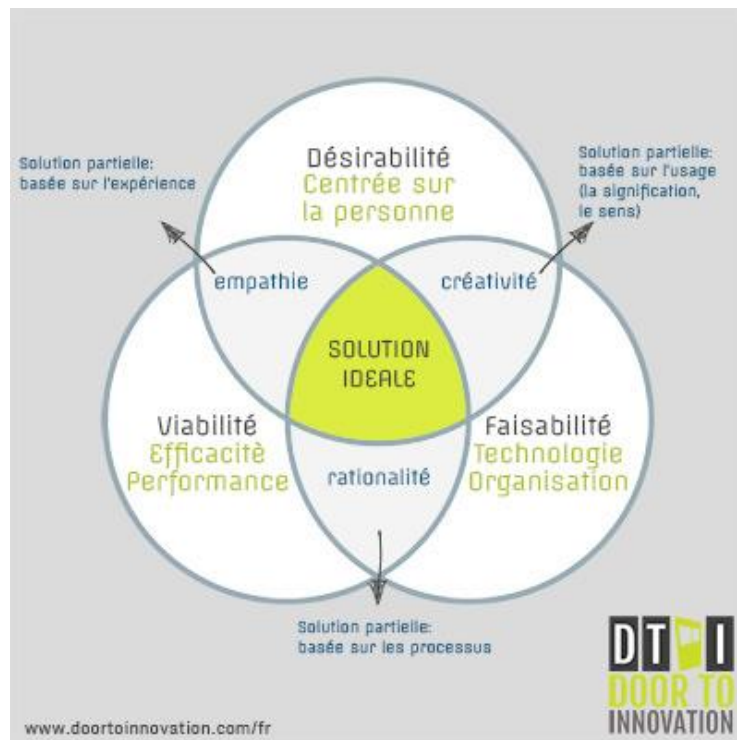 Désirabilité
Centrée sur
la personne
Solution partielle:
basée sur l'expérience
Solution partielle:
basée sur l'usage
(la signification,
le sens)
empathie
créativité
SOLUTION
IDEALE
Viabilité
Efficacitè
Performance
Faisabilité
Technologie
Organisation
rationalité
Solution partielle:
basée sur les processus
www.doortoinnovation.com/fr
DT I
DOOR TO
INNOVATION